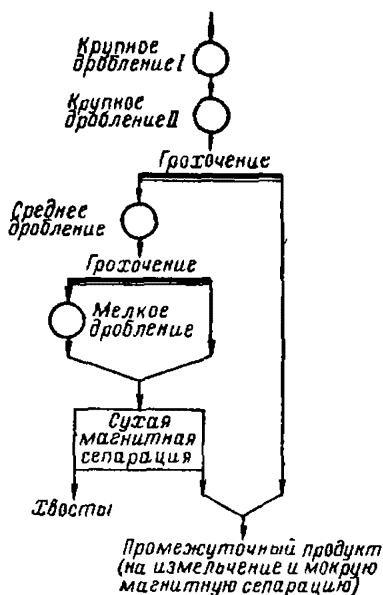 Крупное
дробление I
Крупное
дробление II
Грохочение
Среднее
дробление
Грохочение
Мелкое
дробление
Сухая
магнитная
сепарация
Хвосты
Промежуточный продукт
(на измельчение и мокрую
магнитную сепарацию)